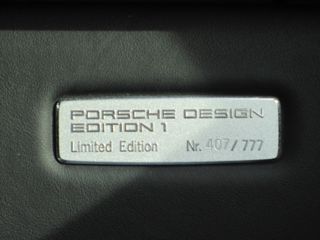 PORSCHE DESIGN
EDITION 1
Limited Edition Nr. 407/777